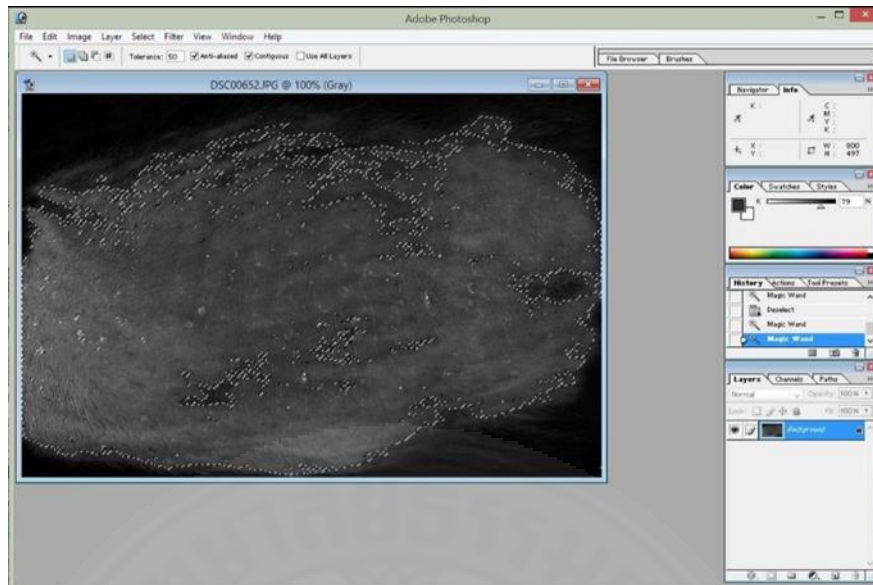 Adobe Photoshop
File Edit Image Layer Select Filter View Window Help
Tolerance: 50 Anti-aliased Contiguous Use All Layers
File Browser Brushes
DSC00652.JPG @ 100% (Gray)
Navigator Info
K :
C :
M :
Y :
K :
X :
Y :
W : 800
H : 497
Color Swatches Styles
K 79 %
History Actions Tool Presets
Magic Wand
Deselect
Magic Wand
Magic Wand
Layers Channels Paths
Normal Opacity: 100%
Lock: Fill: 100%
Background